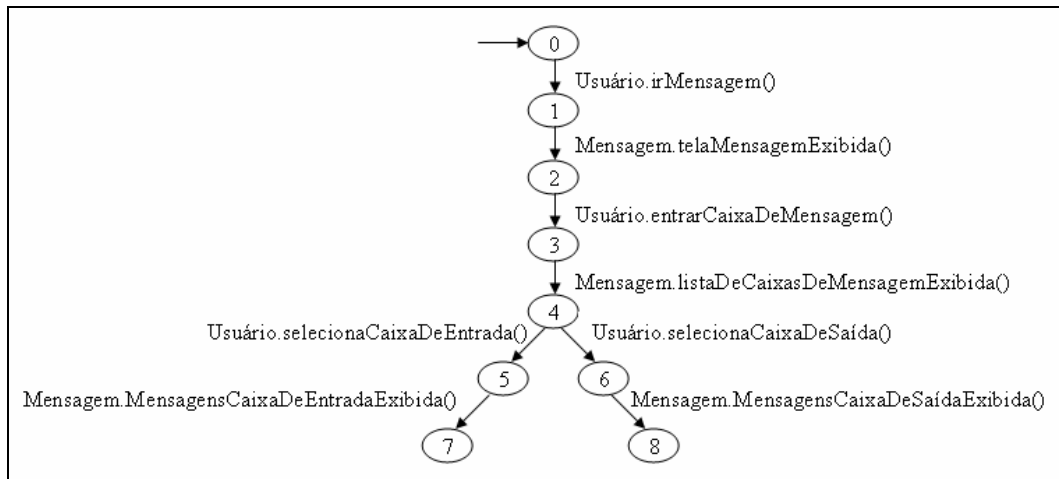 0
Usuário.irMensagem()
1
Mensagem.telaMensagemExibida()
2
Usuário.entrarCaixaDeMensagem()
3
Mensagem.listaDeCaixasDeMensagemExibida()
4
Usuário.selecionaCaixaDeEntrada()
Usuário.selecionaCaixaDeSaída()
5
6
Mensagem.MensagensCaixaDeEntradaExibida()
Mensagem.MensagensCaixaDeSaídaExibida()
7
8